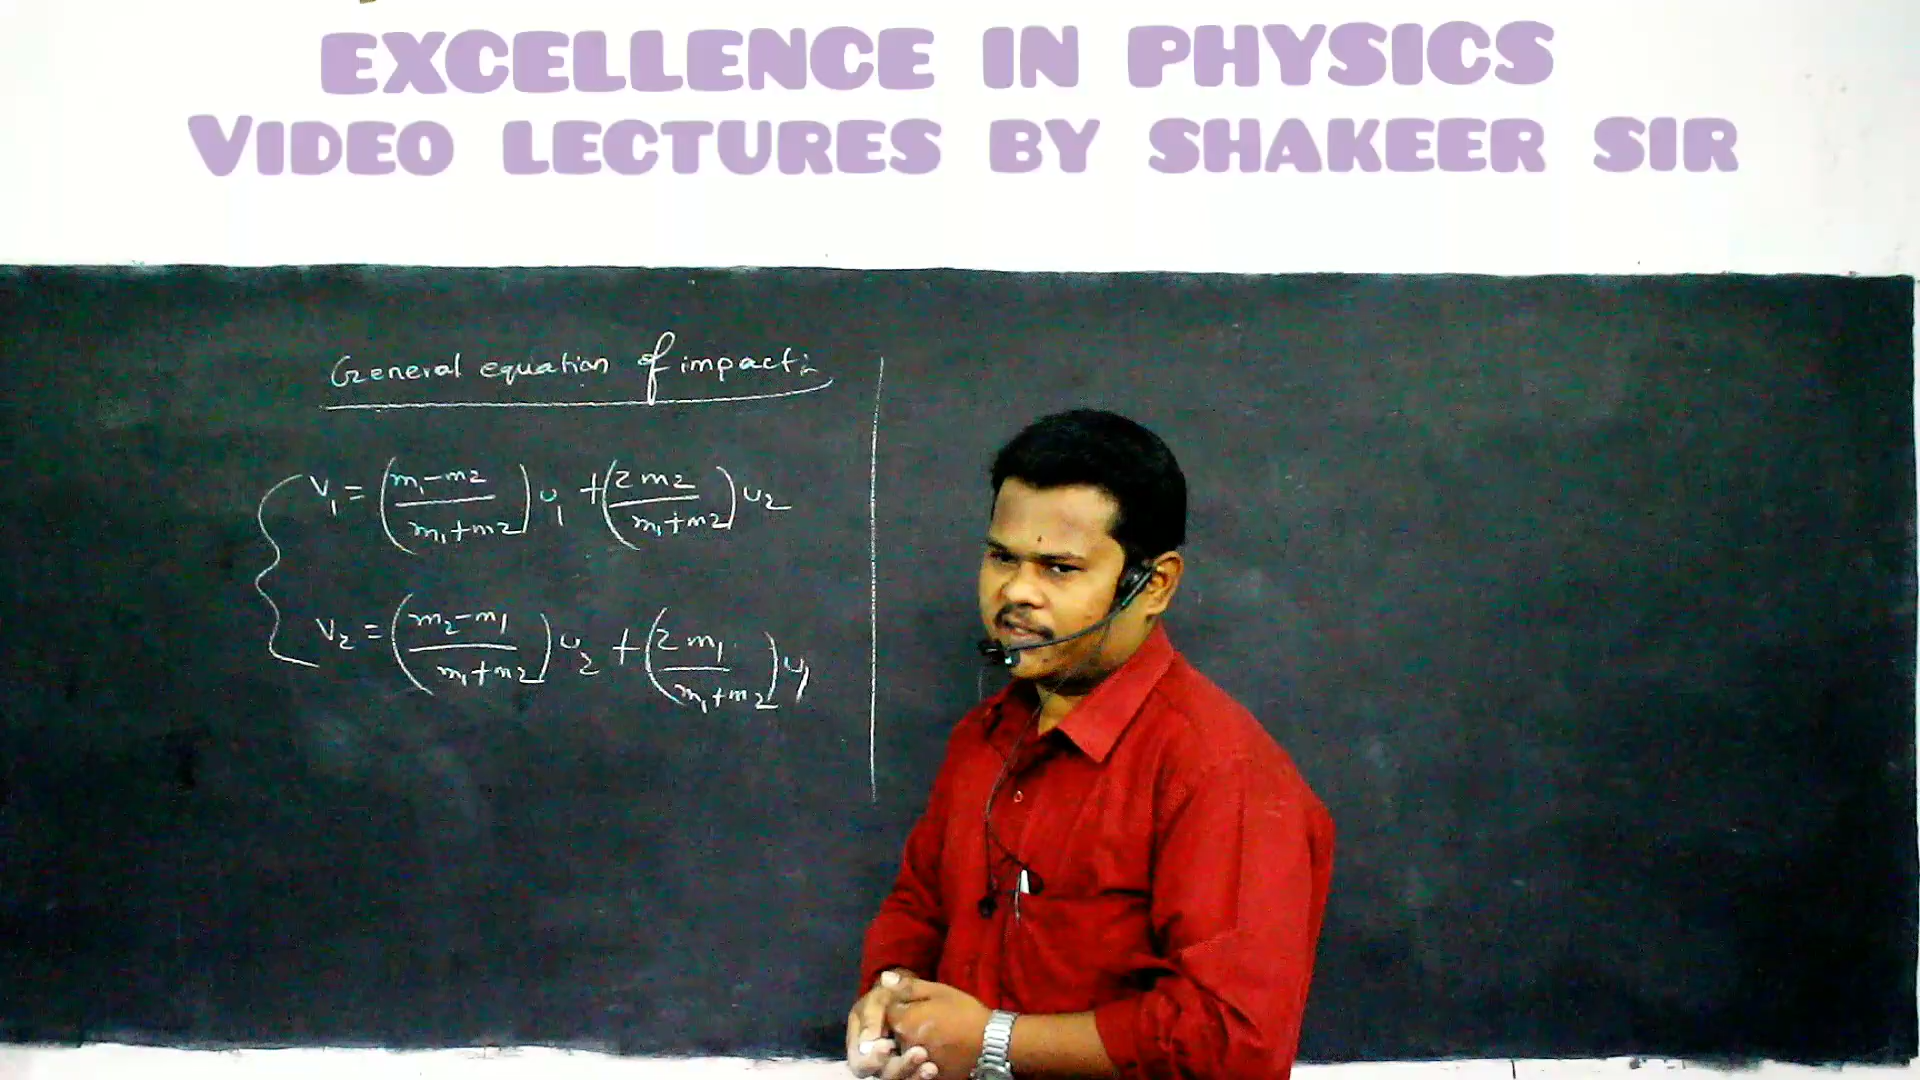 EXCELLENCE IN PHYSICS
VIDEO LECTURES BY SHAKEER SIR
General equation of impact:-
V₁ = ((m₁-m₂)/(m₁+m₂)) u₁ + ((2m₂)/(m₁+m₂)) u₂
V₂ = ((m₂-m₁)/(m₁+m₂)) u₂ + ((2m₁)/(m₁+m₂)) u₁